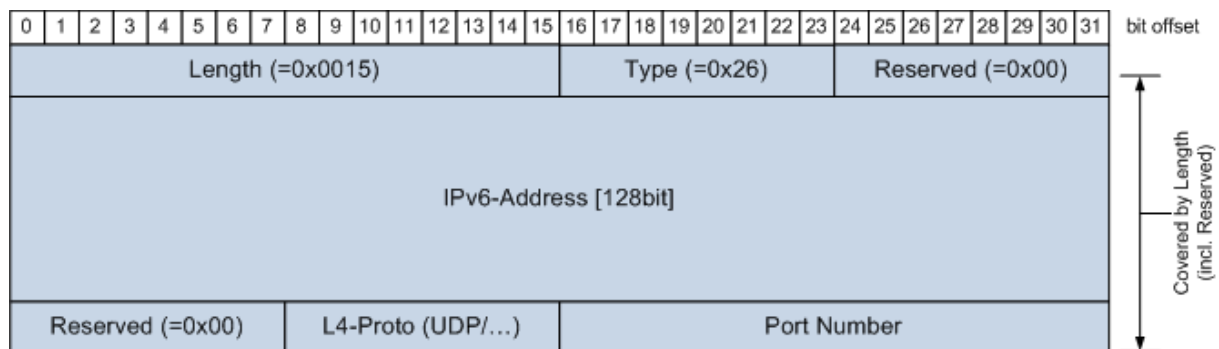 0 1 2 3 4 5 6 7 8 9 10 11 12 13 14 15 16 17 18 19 20 21 22 23 24 25 26 27 28 29 30 31 bit offset
Length (=0x0015) Type (=0x26) Reserved (=0x00)
IPv6-Address [128bit]
Covered by Length
(incl. Reserved)
Reserved (=0x00) L4-Proto (UDP/…) Port Number